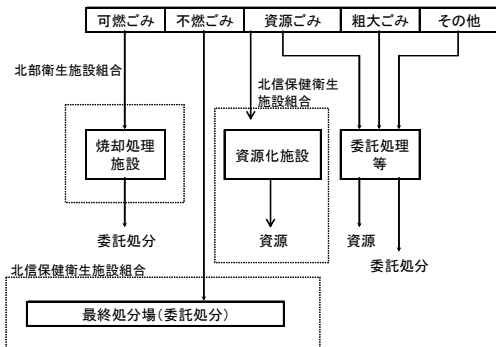 可燃ごみ 不燃ごみ 資源ごみ 粗大ごみ その他
北部衛生施設組合
北信保健衛生
施設組合
焼却処理
施設
資源化施設
委託処理
等
委託処分
資源
資源
委託処分
北信保健衛生施設組合
最終処分場(委託処分)